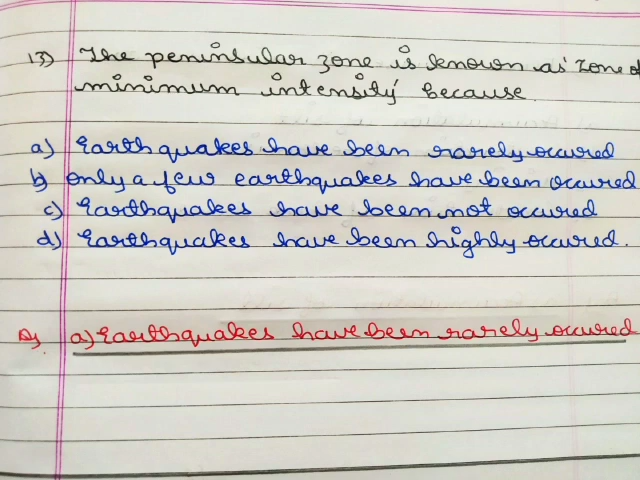 13) The peninsular zone is known as 'zone of
minimum intensity' because.
a) Earthquakes have been rarely occured
b) only a few earthquakes have been occured
c) Earthquakes have been not occured
d) Earthquakes have been highly occured.
a) Earthquakes have been rarely occured